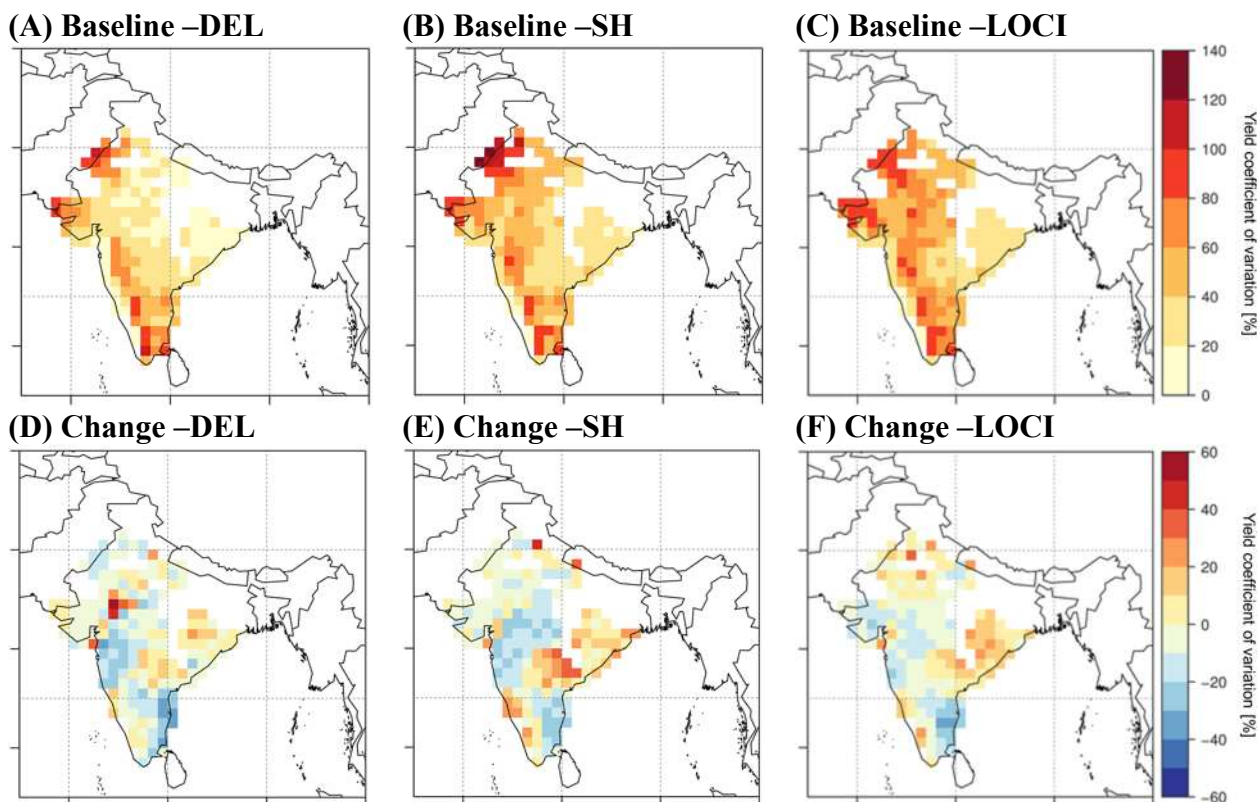 (A) Baseline –DEL
(B) Baseline –SH
(C) Baseline –LOCI
140
120
100
80
60
40
20
0
Yield coefficient of variation [%]
(D) Change –DEL
(E) Change –SH
(F) Change –LOCI
60
40
20
0
−20
−40
−60
Yield coefficient of variation [%]